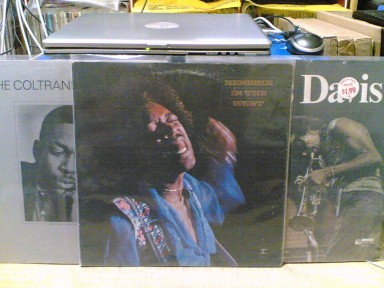 HE COLTRAN
HENDRIX
IN THE
WEST
Davis
$1.99